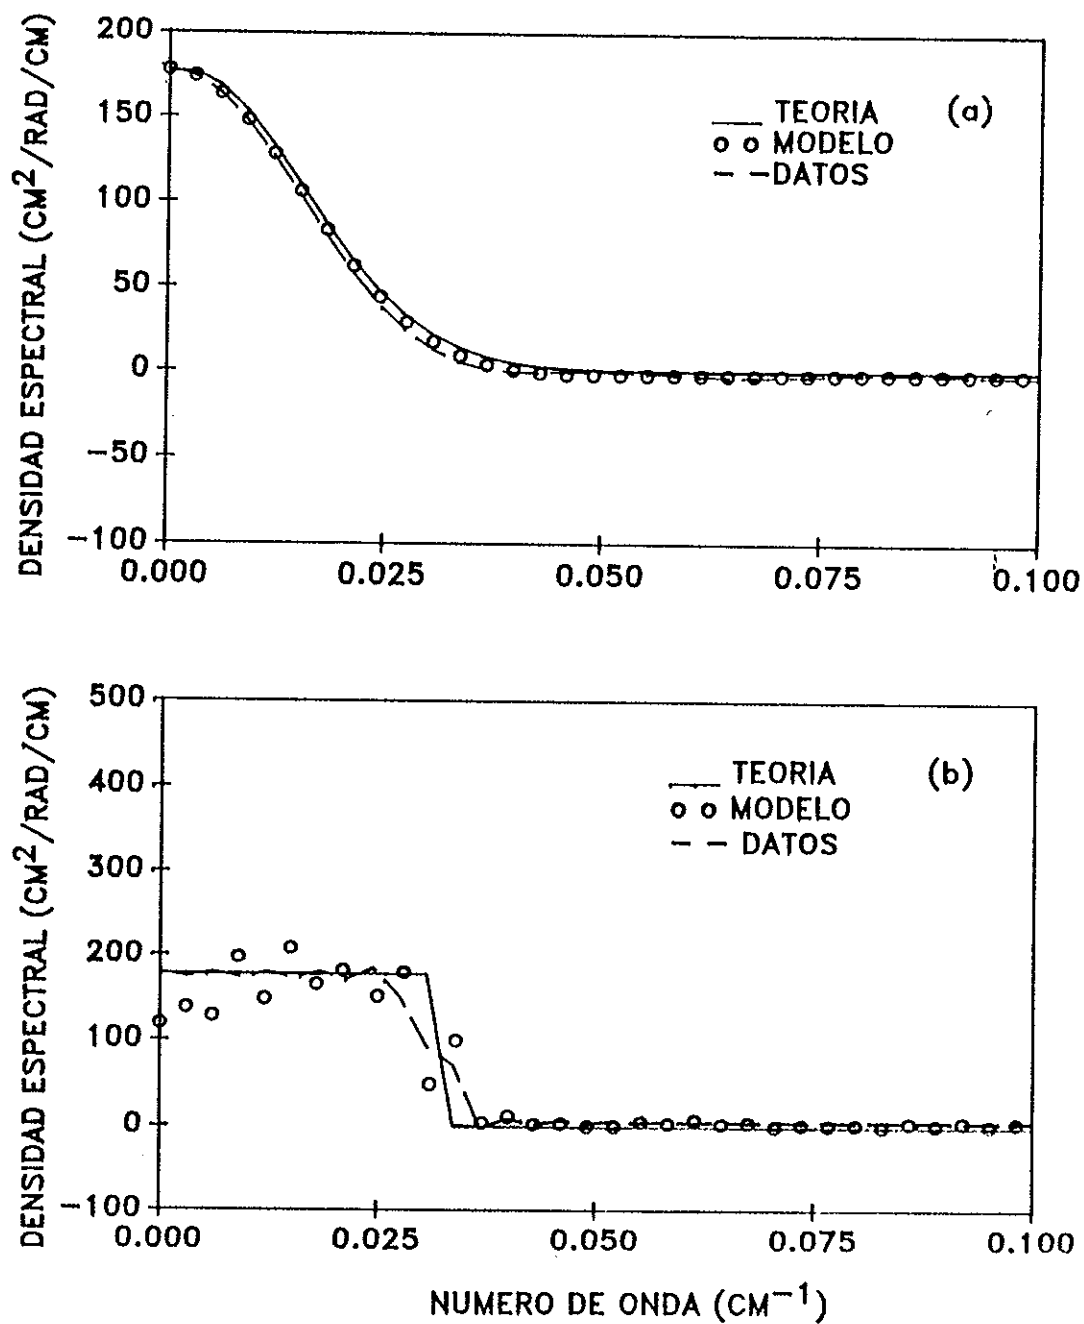 200
150
100
50
0
−50
−100
DENSIDAD ESPECTRAL (CM²/RAD/CM)
TEORIA
(a)
MODELO
DATOS
0.000 0.025 0.050 0.075 0.100
500
400
300
200
100
0
−100
DENSIDAD ESPECTRAL (CM²/RAD/CM)
TEORIA
(b)
MODELO
DATOS
0.000 0.025 0.050 0.075 0.100
NUMERO DE ONDA (CM⁻¹)